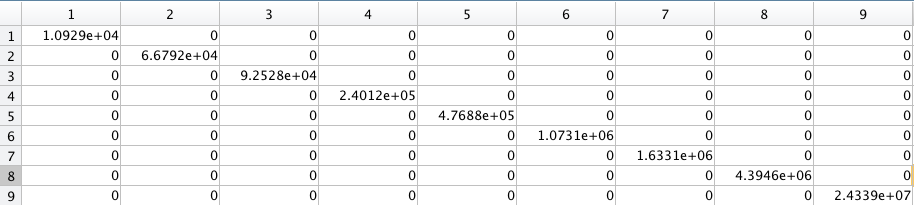 1 2 3 4 5 6 7 8 9
1 1.0929e+04 0 0 0 0 0 0 0 0
2 0 6.6792e+04 0 0 0 0 0 0 0
3 0 0 9.2528e+04 0 0 0 0 0 0
4 0 0 0 2.4012e+05 0 0 0 0 0
5 0 0 0 0 4.7688e+05 0 0 0 0
6 0 0 0 0 0 1.0731e+06 0 0 0
7 0 0 0 0 0 0 1.6331e+06 0 0
8 0 0 0 0 0 0 0 4.3946e+06 0
9 0 0 0 0 0 0 0 0 2.4339e+07